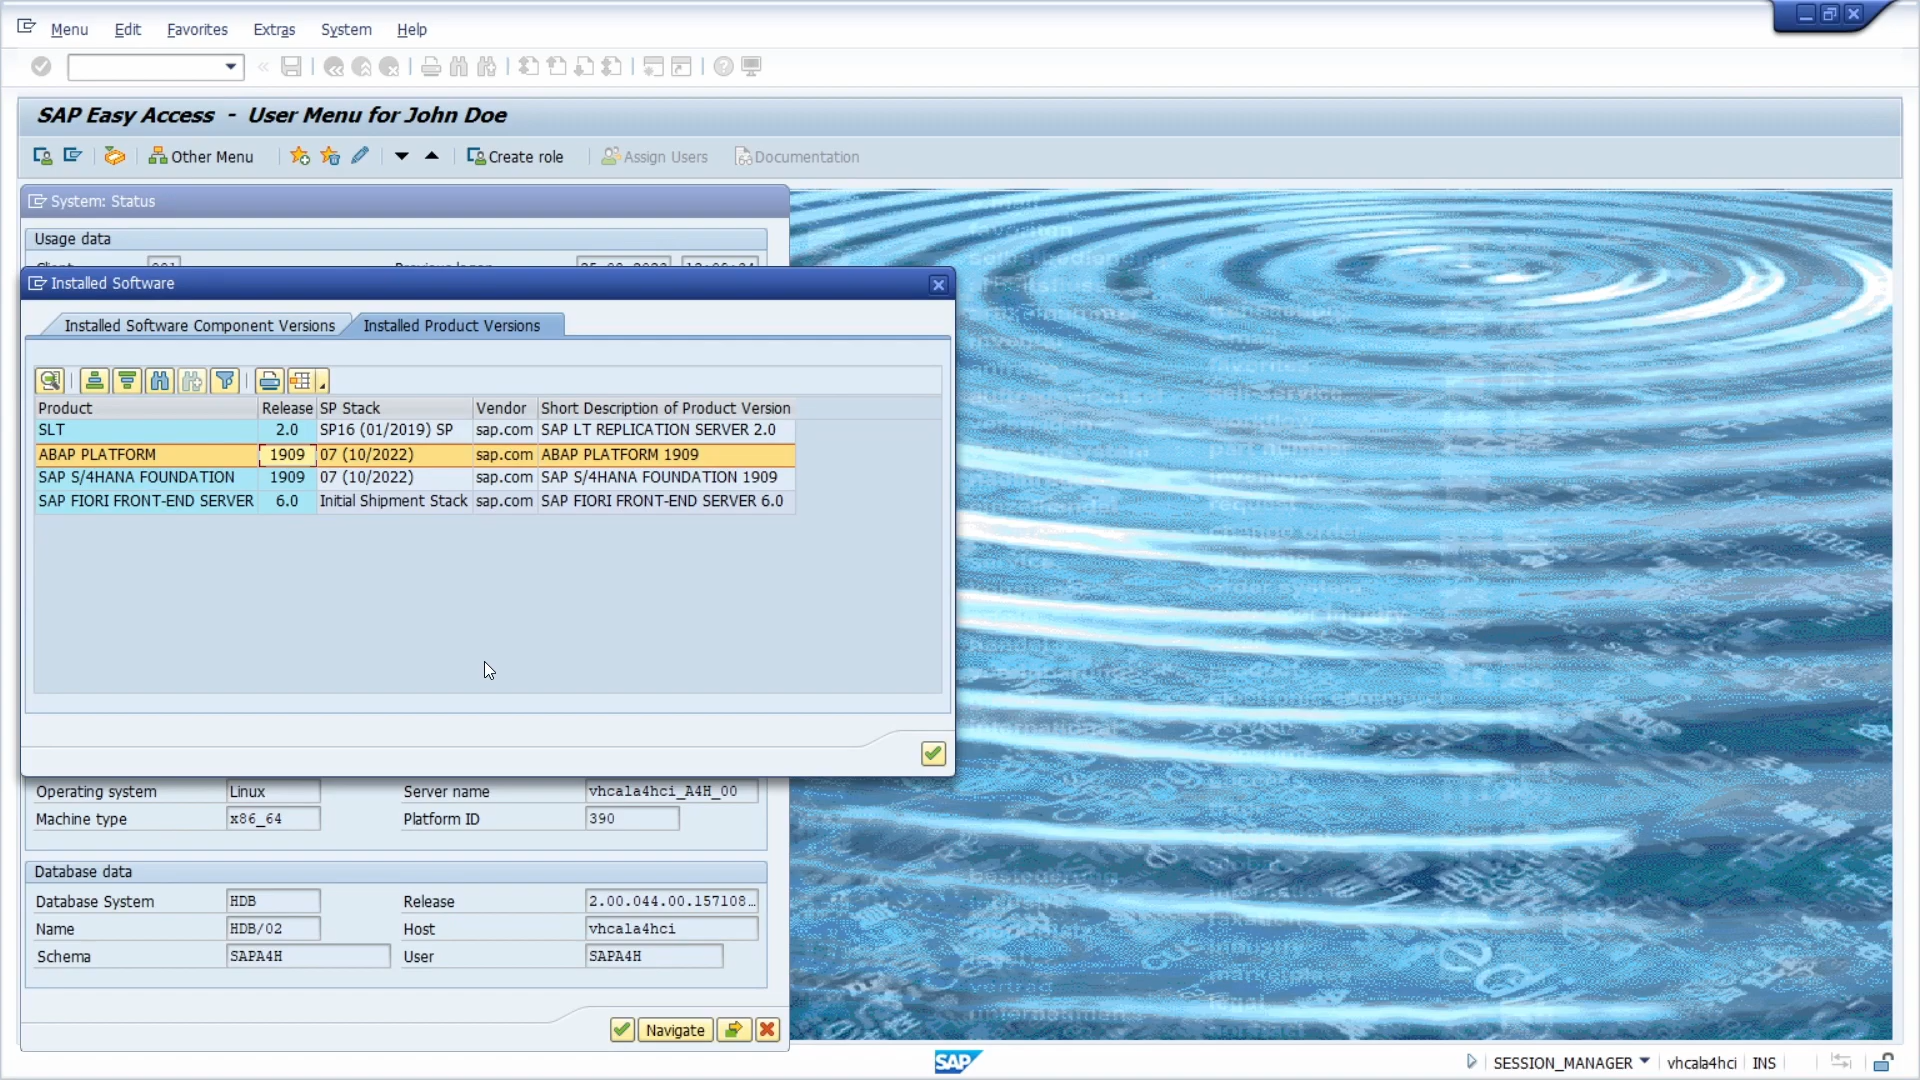 Menu Edit Favorites Extras System Help
SAP Easy Access - User Menu for John Doe
Other Menu Create role Assign Users Documentation
System: Status
Usage data
Installed Software
Installed Software Component Versions Installed Product Versions
Product Release SP Stack Vendor Short Description of Product Version
SLT 2.0 SP16 (01/2019) SP sap.com SAP LT REPLICATION SERVER 2.0
ABAP PLATFORM 1909 07 (10/2022) sap.com ABAP PLATFORM 1909
SAP S/4HANA FOUNDATION 1909 07 (10/2022) sap.com SAP S/4HANA FOUNDATION 1909
SAP FIORI FRONT-END SERVER 6.0 Initial Shipment Stack sap.com SAP FIORI FRONT-END SERVER 6.0
Operating system Linux Server name vhcala4hci_A4H_00
Machine type x86_64 Platform ID 390
Database data
Database System HDB Release 2.00.044.00.157108…
Name HDB/02 Host vhcala4hci
Schema SAPA4H User SAPA4H
Navigate
SAP SESSION_MANAGER vhcala4hci INS